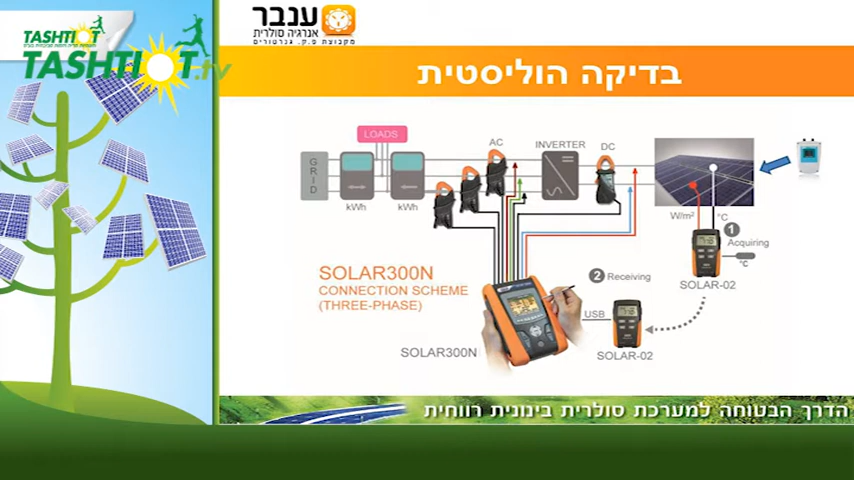 TASHTIOT
TASHTIOT.tv
ענבר
אנרגיה סולרית
מקבוצת פ.ק. גנרטורים
בדיקה הוליסטית
LOADS
GRID
kWh
kWh
AC
INVERTER
DC
W/m²
°C
1 Acquiring
°C
SOLAR-02
SOLAR300N
CONNECTION SCHEME
(THREE-PHASE)
2 Receiving
USB
SOLAR300N
SOLAR-02
הדרך הבטוחה למערכת סולרית בינונית רווחית